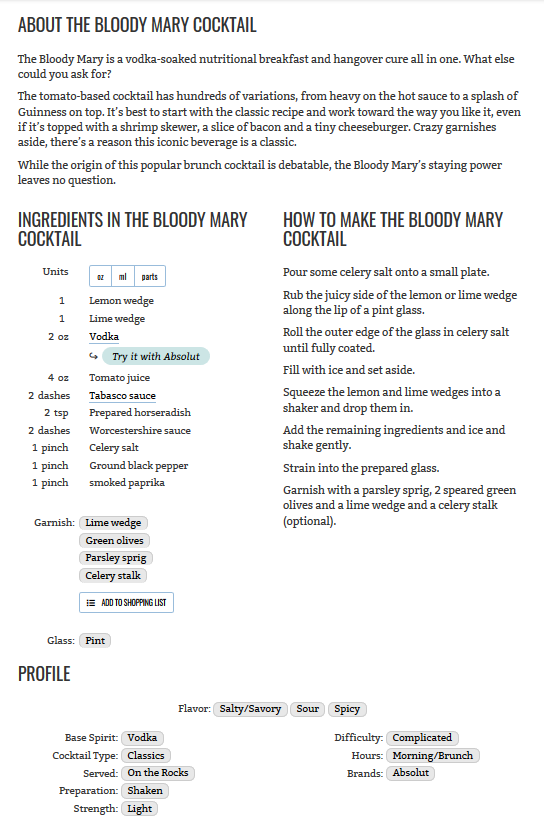 ABOUT THE BLOODY MARY COCKTAIL
The Bloody Mary is a vodka-soaked nutritional breakfast and hangover cure all in one. What else
could you ask for?
The tomato-based cocktail has hundreds of variations, from heavy on the hot sauce to a splash of
Guinness on top. It's best to start with the classic recipe and work toward the way you like it, even
if it's topped with a shrimp skewer, a slice of bacon and a tiny cheeseburger. Crazy garnishes
aside, there's a reason this iconic beverage is a classic.
While the origin of this popular brunch cocktail is debatable, the Bloody Mary's staying power
leaves no question.
INGREDIENTS IN THE BLOODY MARY
COCKTAIL
Units oz ml parts
1 Lemon wedge
1 Lime wedge
2 oz Vodka
↪ Try it with Absolut
4 oz Tomato juice
2 dashes Tabasco sauce
2 tsp Prepared horseradish
2 dashes Worcestershire sauce
1 pinch Celery salt
1 pinch Ground black pepper
1 pinch smoked paprika
Garnish: Lime wedge
Green olives
Parsley sprig
Celery stalk
ADD TO SHOPPING LIST
Glass: Pint
HOW TO MAKE THE BLOODY MARY
COCKTAIL
Pour some celery salt onto a small plate.
Rub the juicy side of the lemon or lime wedge
along the lip of a pint glass.
Roll the outer edge of the glass in celery salt
until fully coated.
Fill with ice and set aside.
Squeeze the lemon and lime wedges into a
shaker and drop them in.
Add the remaining ingredients and ice and
shake gently.
Strain into the prepared glass.
Garnish with a parsley sprig, 2 speared green
olives and a lime wedge and a celery stalk
(optional).
PROFILE
Flavor: Salty/Savory Sour Spicy
Base Spirit: Vodka
Cocktail Type: Classics
Served: On the Rocks
Preparation: Shaken
Strength: Light
Difficulty: Complicated
Hours: Morning/Brunch
Brands: Absolut